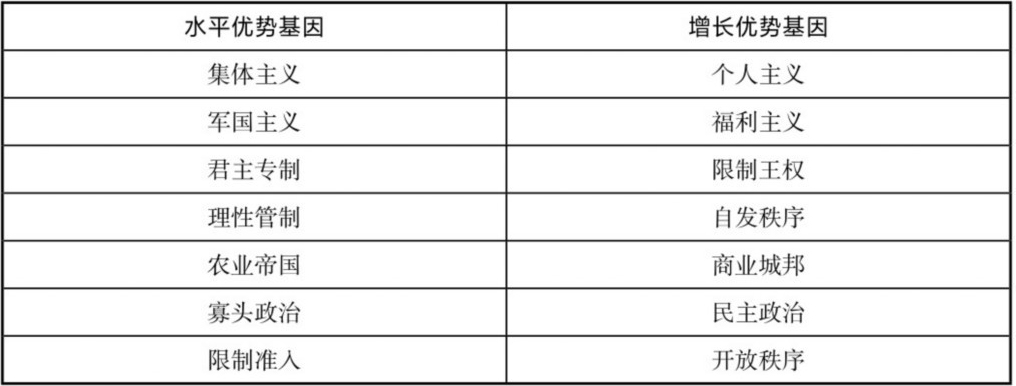 水平优势基因 增长优势基因
集体主义 个人主义
军国主义 福利主义
君主专制 限制王权
理性管制 自发秩序
农业帝国 商业城邦
寡头政治 民主政治
限制准入 开放秩序